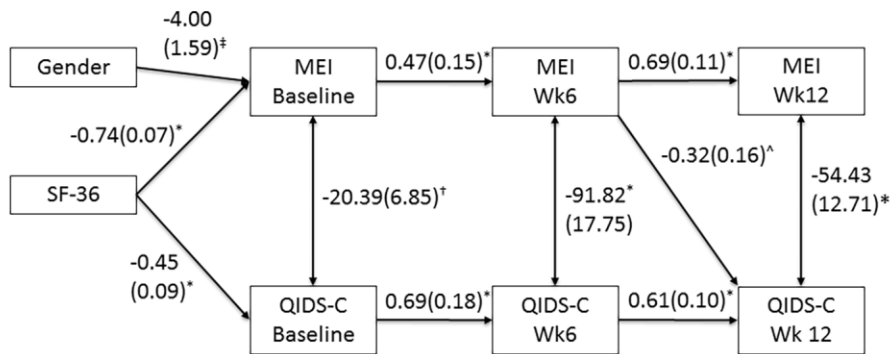 -4.00
(1.59)‡
Gender
MEI
Baseline
0.47(0.15)*
MEI
Wk6
0.69(0.11)*
MEI
Wk12
-0.74(0.07)*
SF-36
-20.39(6.85)†
-91.82*
(17.75)
-0.32(0.16)^
-54.43
(12.71)*
-0.45
(0.09)*
QIDS-C
Baseline
0.69(0.18)*
QIDS-C
Wk6
0.61(0.10)*
QIDS-C
Wk 12